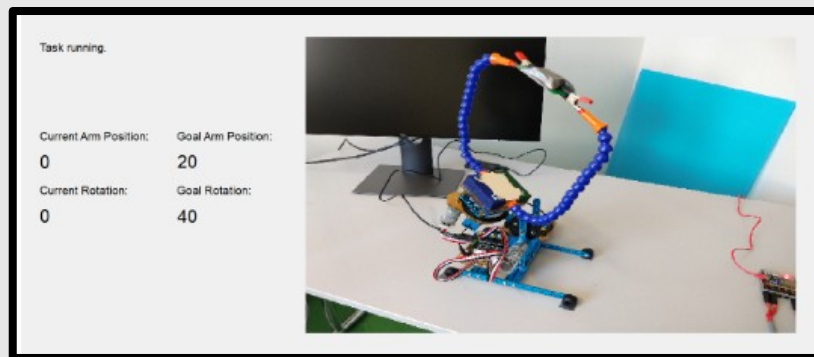 Task running.
Current Arm Position: Goal Arm Position:
0 20
Current Rotation: Goal Rotation:
0 40